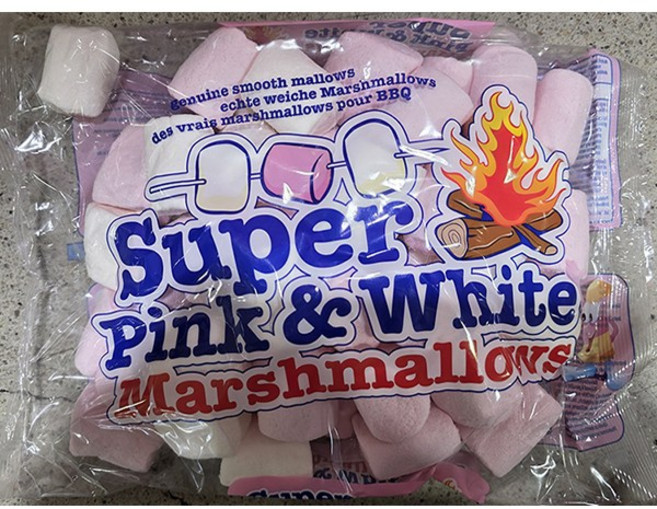 genuine smooth mallows
echte weiche Marshmallows
des vrais marshmallows pour BBQ
Super
Pink & White
Marshmallows